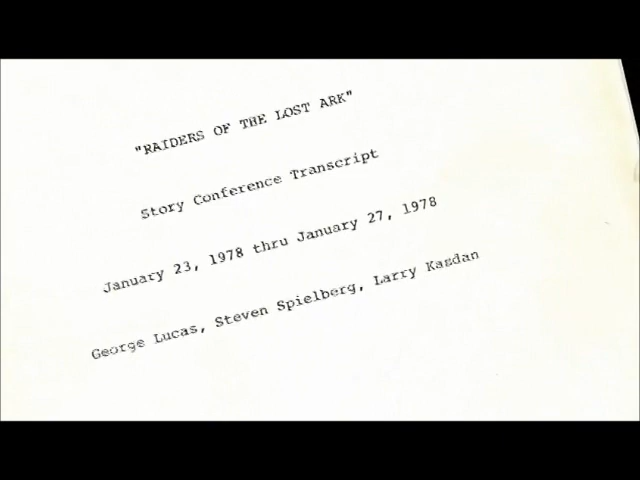 "RAIDERS OF THE LOST ARK"
Story Conference Transcript
January 23, 1978 thru January 27, 1978
George Lucas, Steven Spielberg, Larry Kasdan